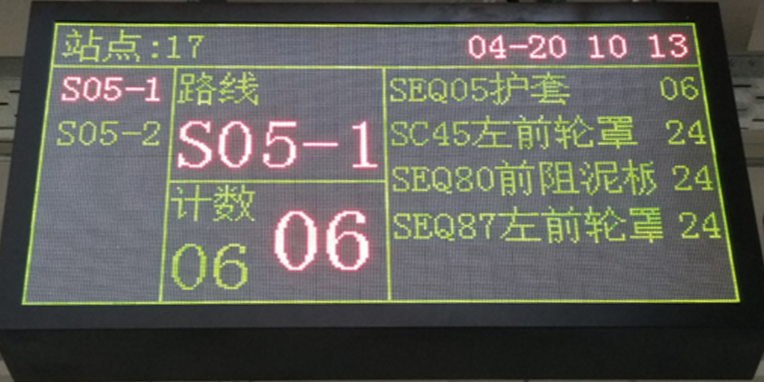 站点:17 04-20 10 13
S05-1
S05-2
路线
S05-1
计数
06 06
SEQ05护套 06
SC45左前轮罩 24
SEQ80前阻泥板 24
SEQ87左前轮罩 24